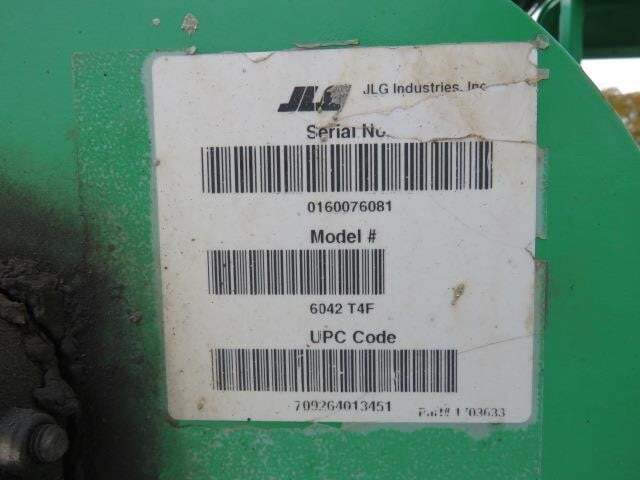 JLG JLG Industries, Inc
Serial No.
0160076081
Model #
6042 T4F
UPC Code
709264013451
Part# 1703633